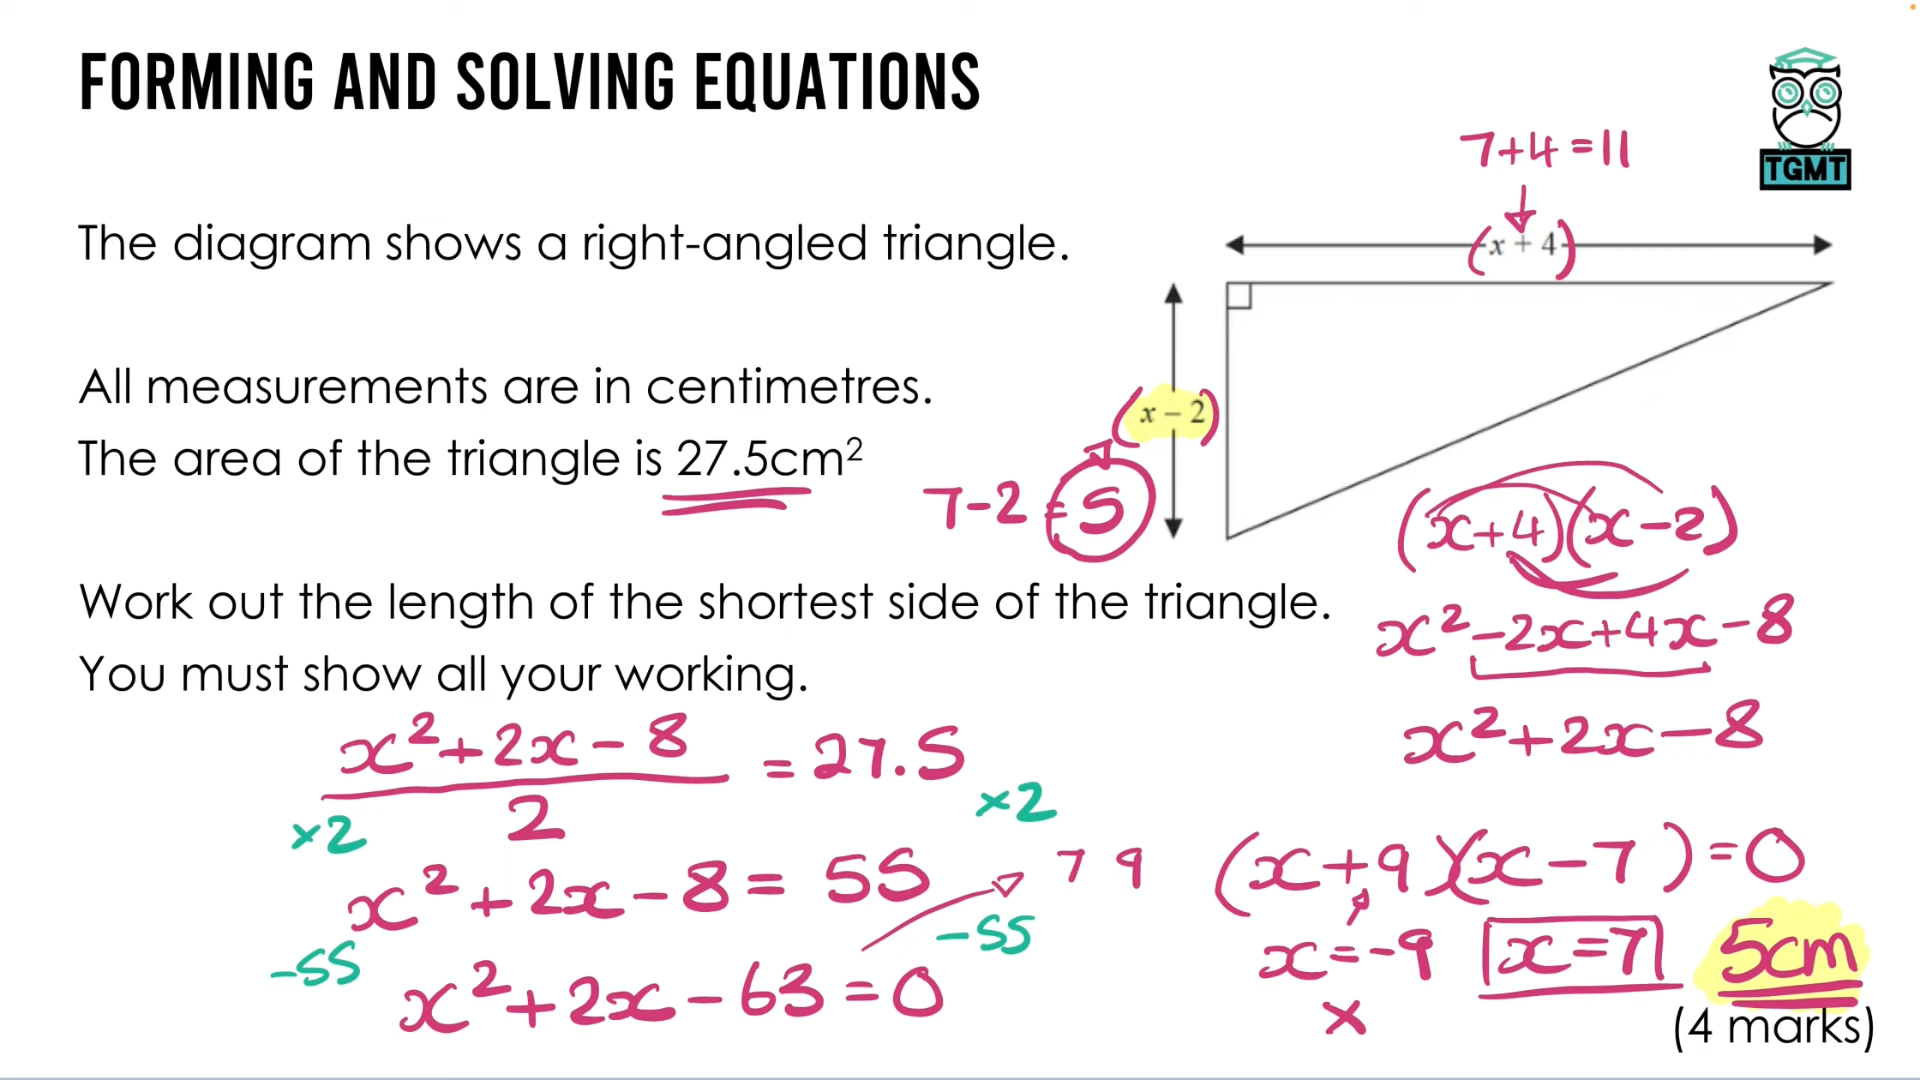 FORMING AND SOLVING EQUATIONS
TGMT
7+4=11
The diagram shows a right-angled triangle.
(x + 4)
All measurements are in centimetres.
(x − 2)
The area of the triangle is 27.5cm²
7-2=5
(x+4)(x-2)
Work out the length of the shortest side of the triangle.
x²-2x+4x-8
You must show all your working.
x²+2x-8
x²+2x-8 = 27.5
2
×2 ×2
x²+2x-8=55
7 9
(x+9)(x-7)=0
-55 -55
x²+2x-63=0
x=-9 x=7 5cm
×
(4 marks)